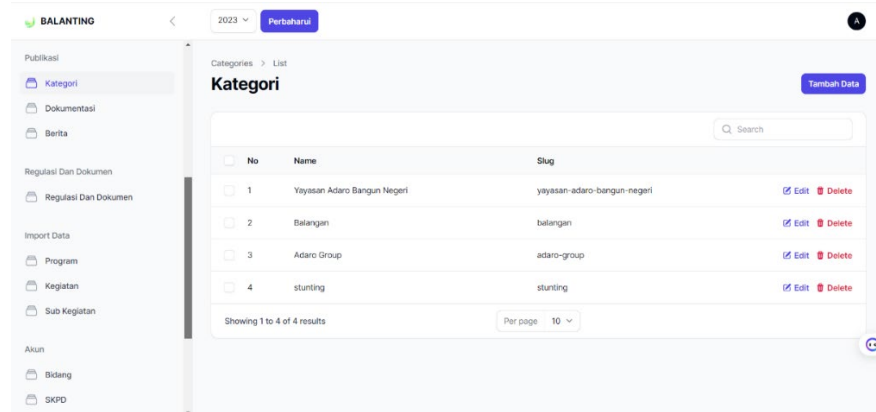 BALANTING
2023 Perbaharui
A
Publikasi
Kategori
Dokumentasi
Berita
Regulasi Dan Dokumen
Regulasi Dan Dokumen
Import Data
Program
Kegiatan
Sub Kegiatan
Akun
Bidang
SKPD
Categories > List
Kategori
Tambah Data
Search
No Name Slug
1 Yayasan Adaro Bangun Negeri yayasan-adaro-bangun-negeri Edit Delete
2 Balangan balangan Edit Delete
3 Adaro Group adaro-group Edit Delete
4 stunting stunting Edit Delete
Showing 1 to 4 of 4 results Per page 10